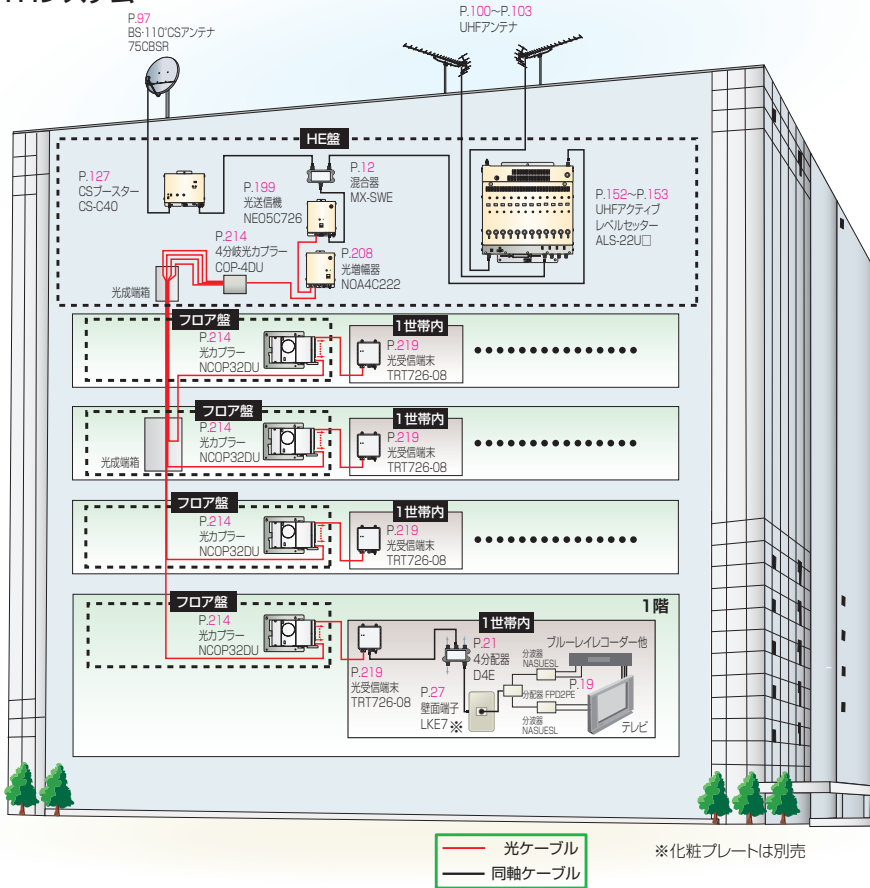 P.97
BS・110°CSアンテナ
75CBSR
P.100〜P.103
UHFアンテナ
HE盤
P.127
CSブースター
CS-C40
P.199
光送信機
NEO5C726
P.12
混合器
MX-SWE
P.152〜P.153
UHFアクティブ
レベルセッター
ALS-22U□
P.214
4分岐光カプラー
COP-4DU
P.208
光増幅器
NOA4C222
光成端箱
フロア盤
P.214
光カプラー
NCOP32DU
1世帯内
P.219
光受信端末
TRT726-08
フロア盤
P.214
光カプラー
NCOP32DU
光成端箱
1世帯内
P.219
光受信端末
TRT726-08
フロア盤
P.214
光カプラー
NCOP32DU
1世帯内
P.219
光受信端末
TRT726-08
1階
フロア盤
P.214
光カプラー
NCOP32DU
1世帯内
P.219
光受信端末
TRT726-08
P.21
4分配器
D4E
P.27
壁面端子
LKE7※
分波器
NASUESL
ブルーレイレコーダー他
P.19
分配器 FPD2PE
分波器
NASUESL
テレビ
光ケーブル
同軸ケーブル
※化粧プレートは別売